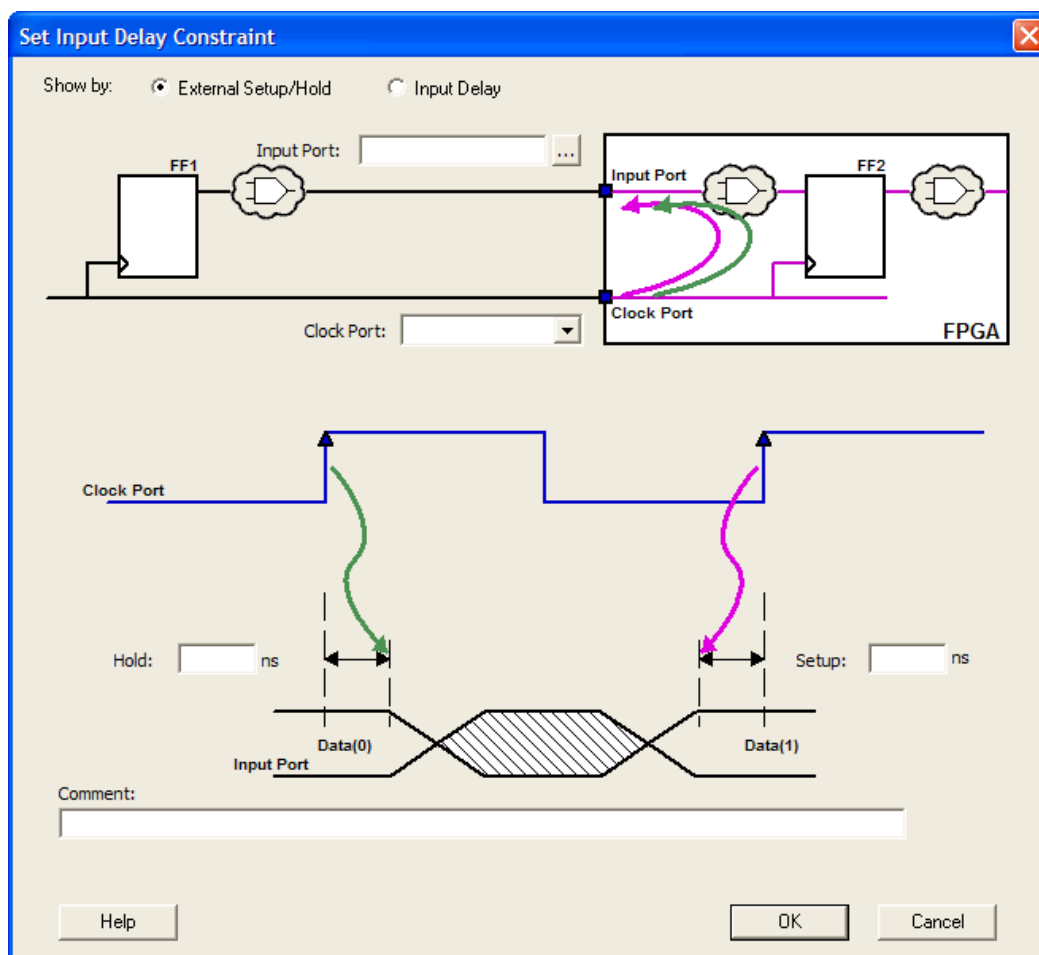 Set Input Delay Constraint
Show by: External Setup/Hold Input Delay
Input Port: ...
FF1
Input Port
FF2
Clock Port
Clock Port:
FPGA
Clock Port
Hold: ns
Setup: ns
Data(0)
Data(1)
Input Port
Comment:
Help
OK
Cancel